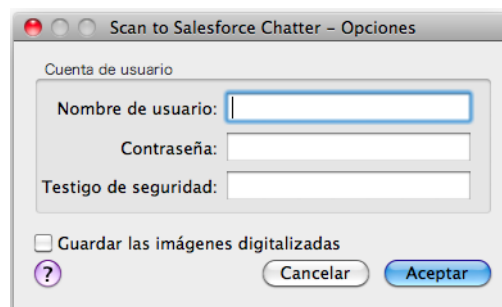 Scan to Salesforce Chatter – Opciones
Cuenta de usuario
Nombre de usuario:
Contraseña:
Testigo de seguridad:
Guardar las imágenes digitalizadas
? Cancelar Aceptar